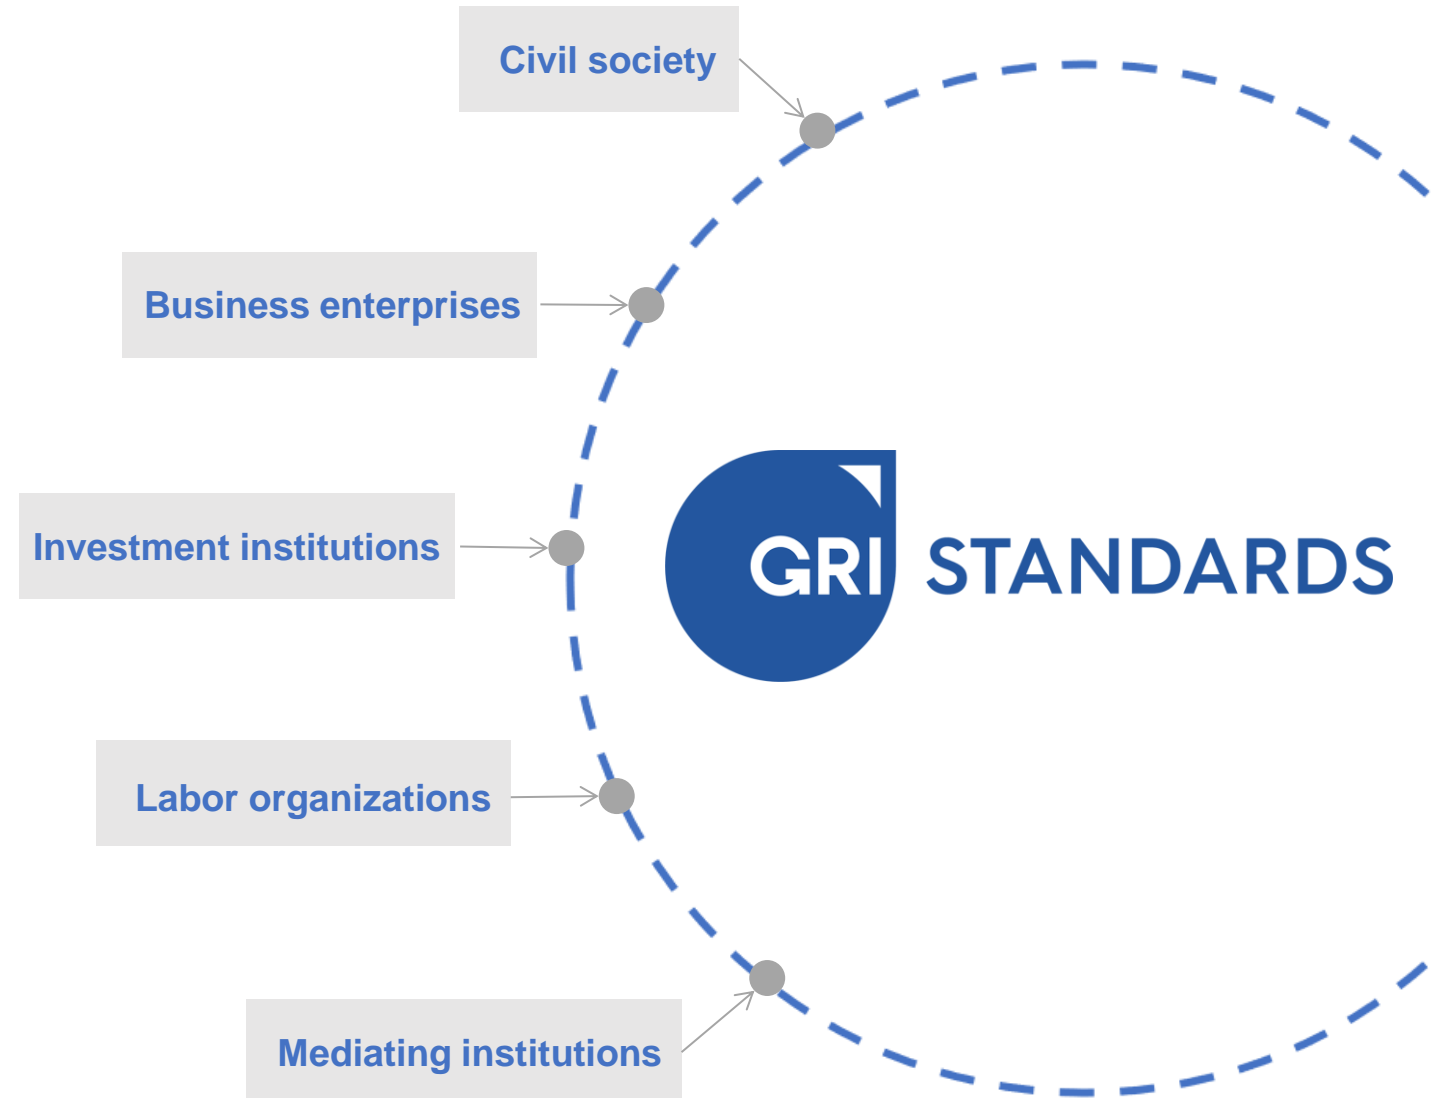 Civil society
Business enterprises
Investment institutions
GRI STANDARDS
Labor organizations
Mediating institutions